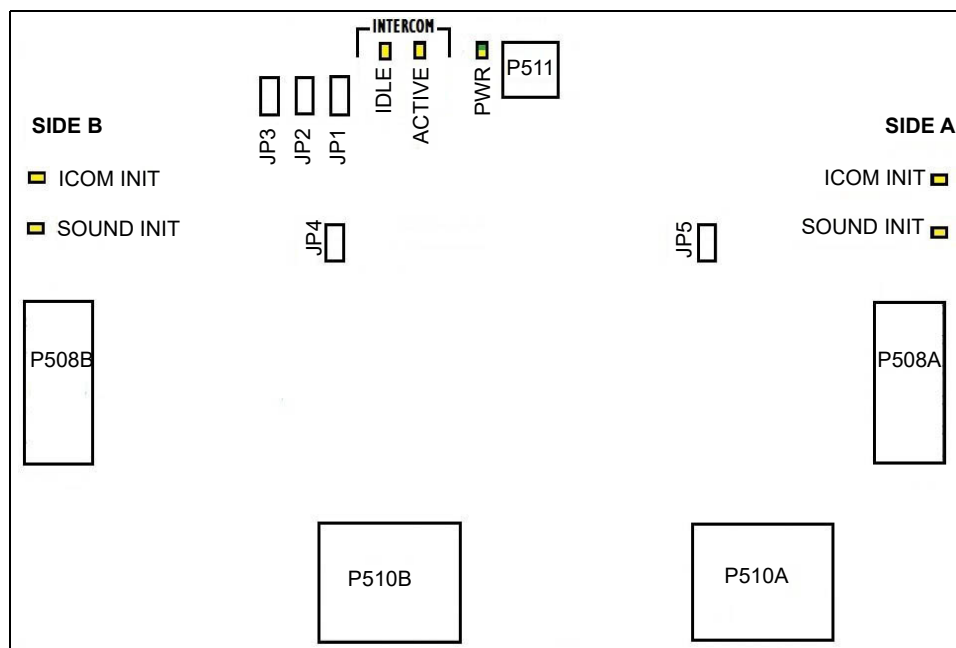 INTERCOM
IDLE
ACTIVE
PWR
P511
JP3
JP2
JP1
SIDE B
SIDE A
ICOM INIT
ICOM INIT
SOUND INIT
SOUND INIT
JP4
JP5
P508B
P508A
P510B
P510A